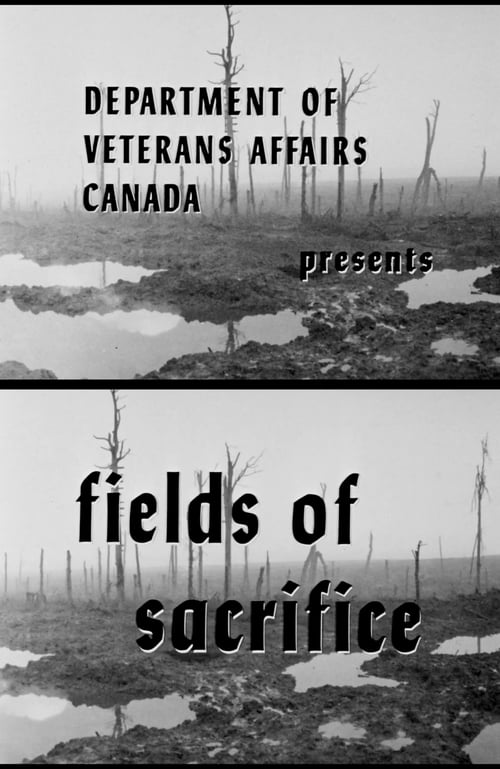 DEPARTMENT OF
VETERANS AFFAIRS
CANADA
presents
fields of
sacrifice